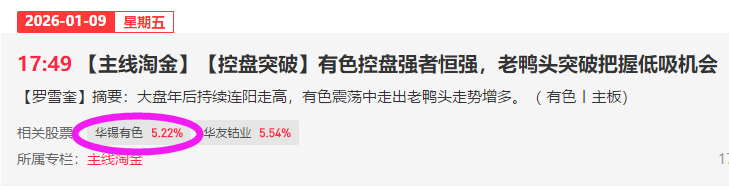 2026-01-09 星期五
17:49 【主线淘金】【控盘突破】有色控盘强者恒强，老鸭头突破把握低吸机会
【罗雪奎】摘要：大盘年后持续连阳走高，有色震荡中走出老鸭头走势增多。（有色丨主板）
相关股票 华锡有色 5.22% 华友钴业 5.54%
所属专栏：主线淘金 17